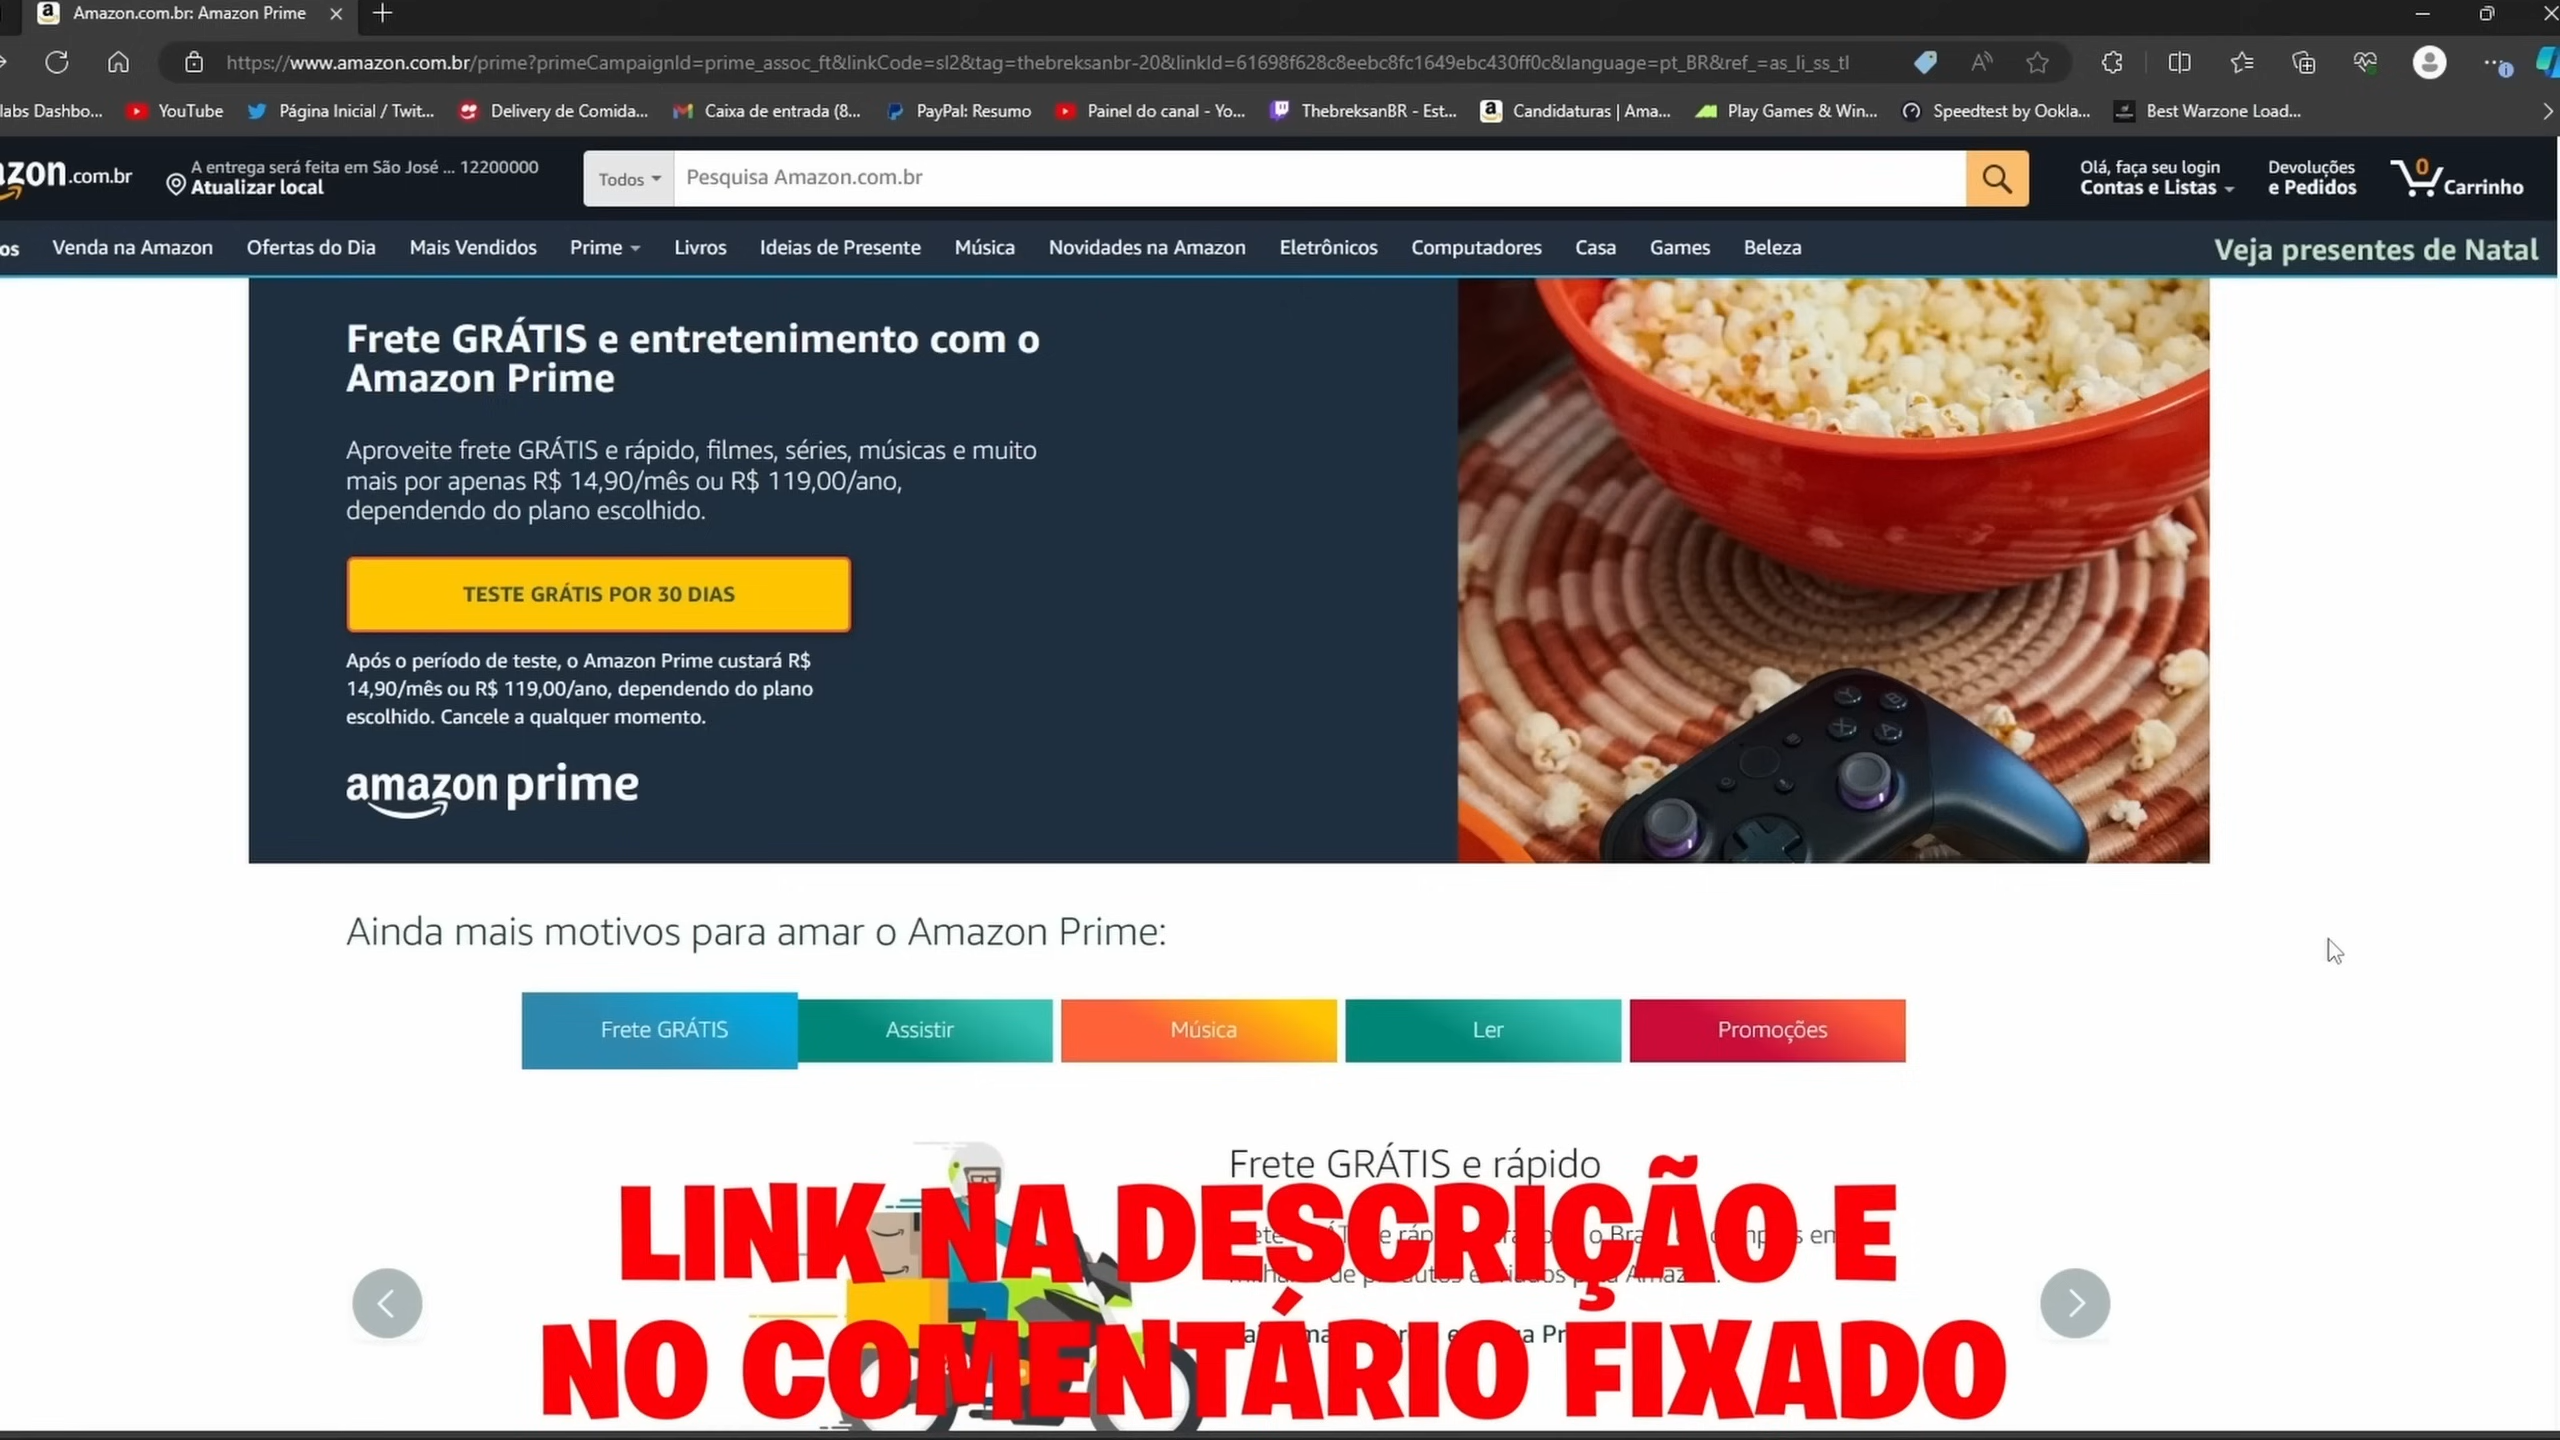 Amazon.com.br: Amazon Prime
https://www.amazon.com.br/prime?primeCampaignId=prime_assoc_ft&linkCode=sl2&tag=thebreksanbr-20&linkId=61698f628c8eebc8fc1649ebc430ff0c&language=pt_BR&ref_=as_li_ss_tl
labs Dashbo... YouTube Página Inicial / Twit... Delivery de Comida... Caixa de entrada (8... PayPal: Resumo Painel do canal - Yo... ThebreksanBR - Est... Candidaturas | Ama... Play Games & Win... Speedtest by Ookla... Best Warzone Load...
azon.com.br
A entrega será feita em São José ... 12200000
Atualizar local
Todos
Pesquisa Amazon.com.br
Olá, faça seu login
Contas e Listas
Devoluções
e Pedidos
0
Carrinho
os Venda na Amazon Ofertas do Dia Mais Vendidos Prime Livros Ideias de Presente Música Novidades na Amazon Eletrônicos Computadores Casa Games Beleza Veja presentes de Natal
Frete GRÁTIS e entretenimento com o
Amazon Prime
Aproveite frete GRÁTIS e rápido, filmes, séries, músicas e muito
mais por apenas R$ 14,90/mês ou R$ 119,00/ano,
dependendo do plano escolhido.
TESTE GRÁTIS POR 30 DIAS
Após o período de teste, o Amazon Prime custará R$
14,90/mês ou R$ 119,00/ano, dependendo do plano
escolhido. Cancele a qualquer momento.
amazon prime
Y
B
X
A
Ainda mais motivos para amar o Amazon Prime:
Frete GRÁTIS Assistir Música Ler Promoções
Frete GRÁTIS e rápido
LINK NA DESCRIÇÃO E
NO COMENTÁRIO FIXADO